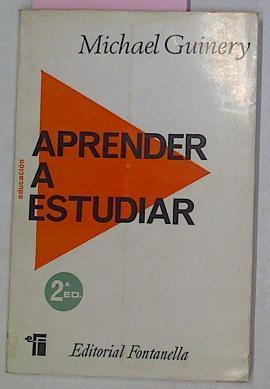 Michael Guinery
educación
APRENDER
A
ESTUDIAR
2ª
ED.
Editorial Fontanella